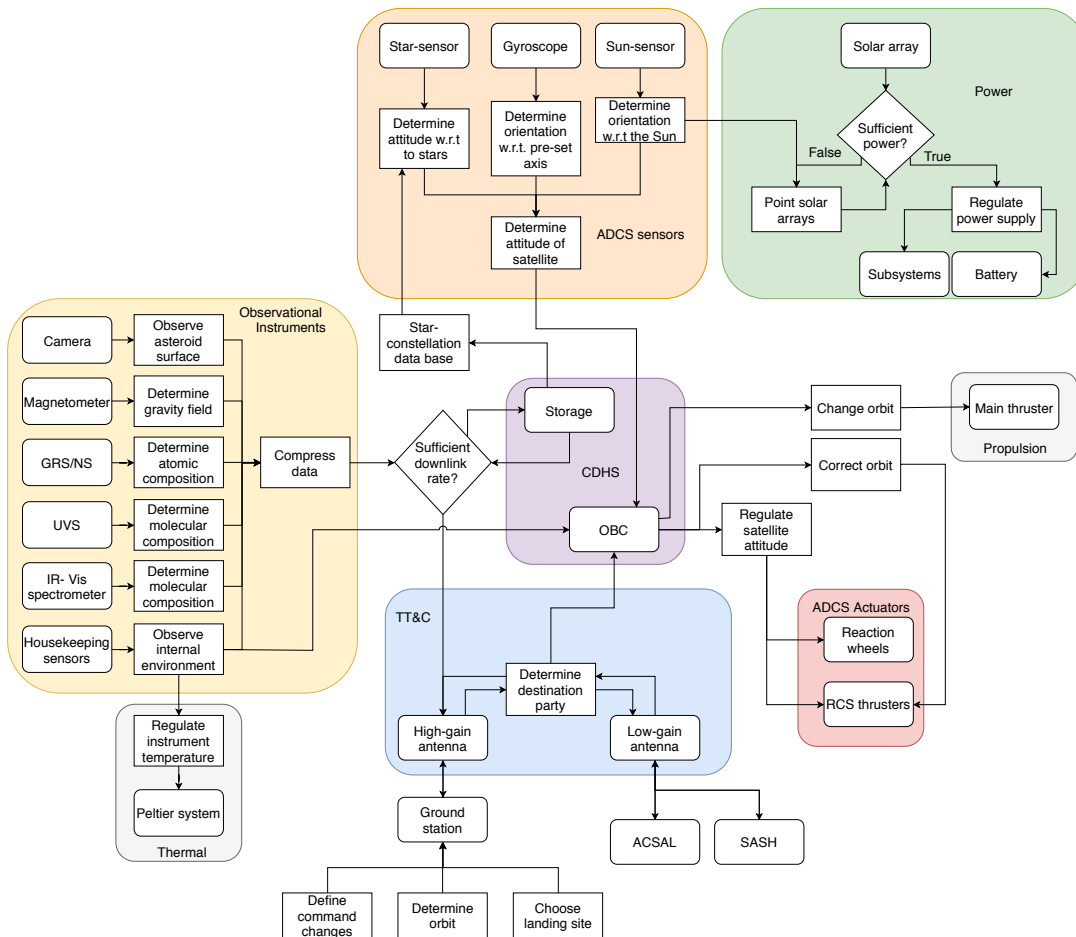 Star-sensor
Gyroscope
Sun-sensor
Solar array
Power
Determine
attitude w.r.t
to stars
Determine
orientation
w.r.t. pre-set
axis
Determine
orientation
w.r.t the Sun
Sufficient
power?
False
True
Point solar
arrays
Regulate
power supply
Determine
attitude of
satellite
ADCS sensors
Subsystems
Battery
Observational
Instruments
Camera
Observe
asteroid
surface
Star-
constellation
data base
Magnetometer
Determine
gravity field
Storage
Change orbit
Main thruster
Propulsion
GRS/NS
Determine
atomic
composition
Compress
data
Sufficient
downlink
rate?
CDHS
Correct orbit
UVS
Determine
molecular
composition
OBC
Regulate
satellite
attitude
IR- Vis
spectrometer
Determine
molecular
composition
TT&C
ADCS Actuators
Housekeeping
sensors
Observe
internal
environment
Reaction
wheels
Determine
destination
party
RCS thrusters
Regulate
instrument
temperature
High-gain
antenna
Low-gain
antenna
Peltier system
Thermal
Ground
station
ACSAL
SASH
Define
command
changes
Determine
orbit
Choose
landing site